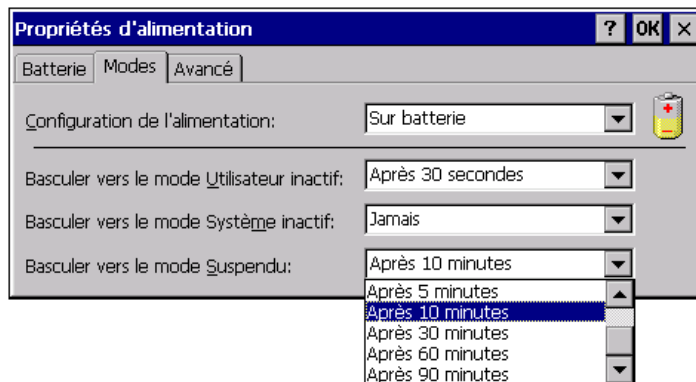 Propriétés d'alimentation ? OK ×
Batterie Modes Avancé
Configuration de l'alimentation: Sur batterie
Basculer vers le mode Utilisateur inactif: Après 30 secondes
Basculer vers le mode Système inactif: Jamais
Basculer vers le mode Suspendu: Après 10 minutes
Après 5 minutes
Après 10 minutes
Après 30 minutes
Après 60 minutes
Après 90 minutes